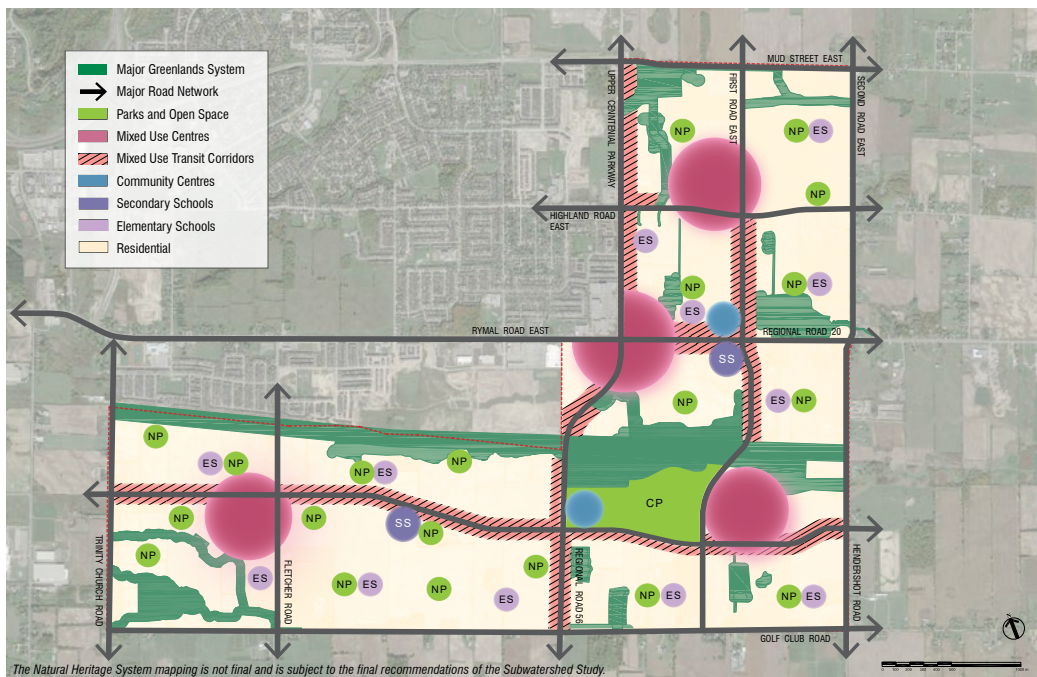 MUD STREET EAST
Major Greenlands System
Major Road Network
Parks and Open Space
Mixed Use Centres
Mixed Use Transit Corridors
Community Centres
Secondary Schools
Elementary Schools
Residential
UPPER CENNTENIAL PARKWAY
FIRST ROAD EAST
SECOND ROAD EAST
NP
NP
ES
NP
HIGHLAND ROAD
EAST
ES
NP
NP
ES
ES
RYMAL ROAD EAST
REGIONAL ROAD 20
SS
NP
ES
NP
NP
ES
NP
NP
ES
NP
CP
NP
NP
SS
NP
NP
TRINITY CHURCH ROAD
FLETCHER ROAD
REGIONAL ROAD 56
HENDERSHOT ROAD
NP
ES
NP
ES
NP
ES
NP
ES
NP
ES
GOLF CLUB ROAD
The Natural Heritage System mapping is not final and is subject to the final recommendations of the Subwatershed Study.